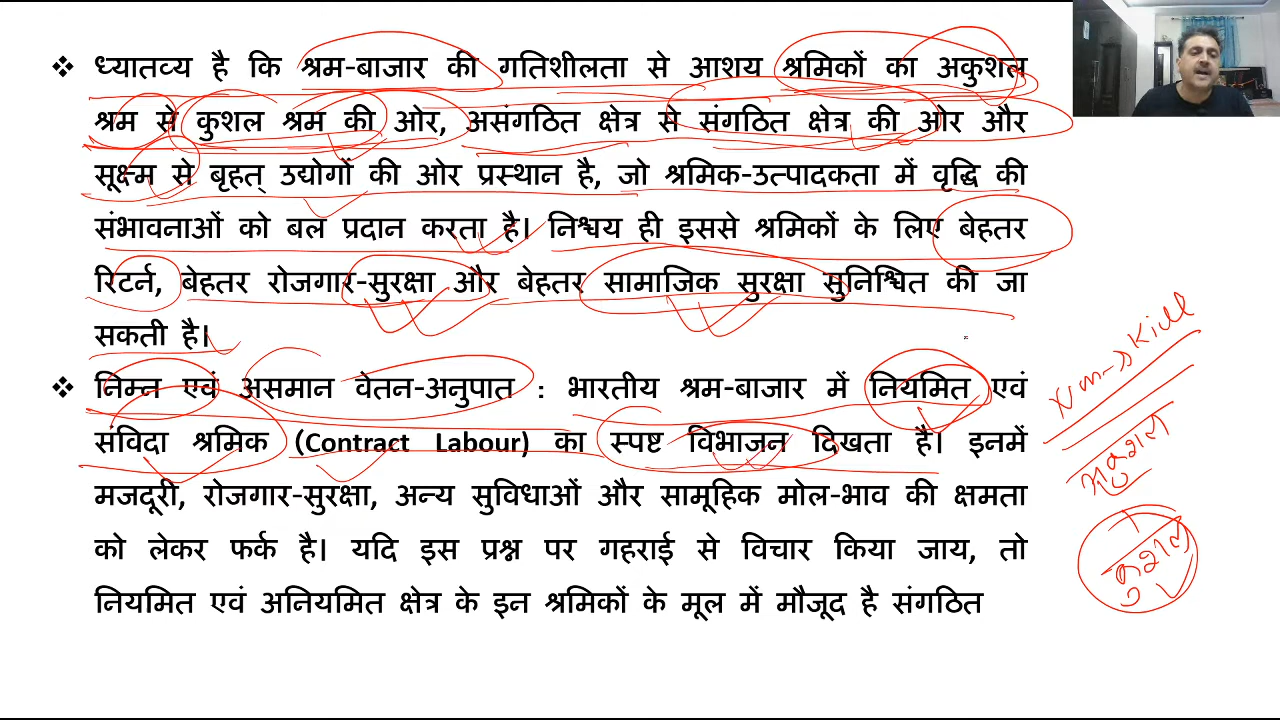 ❖ ध्यातव्य है कि श्रम-बाजार की गतिशीलता से आशय श्रमिकों का अकुशल
श्रम से कुशल श्रम की ओर, असंगठित क्षेत्र से संगठित क्षेत्र की ओर और
सूक्ष्म से बृहत् उद्योगों की ओर प्रस्थान है, जो श्रमिक-उत्पादकता में वृद्धि की
संभावनाओं को बल प्रदान करता है। निश्चय ही इससे श्रमिकों के लिए बेहतर
रिटर्न, बेहतर रोजगार-सुरक्षा और बेहतर सामाजिक सुरक्षा सुनिश्चित की जा
सकती है।
❖ निम्न एवं असमान वेतन-अनुपात : भारतीय श्रम-बाजार में नियमित एवं
संविदा श्रमिक (Contract Labour) का स्पष्ट विभाजन दिखता है। इनमें
मजदूरी, रोजगार-सुरक्षा, अन्य सुविधाओं और सामूहिक मोल-भाव की क्षमता
को लेकर फर्क है। यदि इस प्रश्न पर गहराई से विचार किया जाय, तो
नियमित एवं अनियमित क्षेत्र के इन श्रमिकों के मूल में मौजूद है संगठित
Skill
अकुशल
कुशल